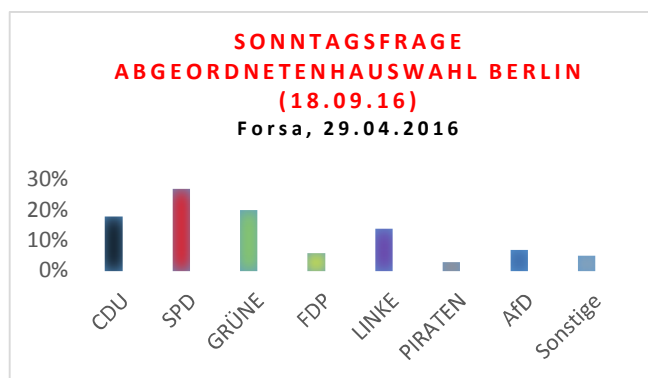 SONNTAGSFRAGE
ABGEORDNETENHAUSWAHL BERLIN
(18.09.16)
Forsa, 29.04.2016
30%
20%
10%
0%
CDU
SPD
GRÜNE
FDP
LINKE
PIRATEN
AfD
Sonstige